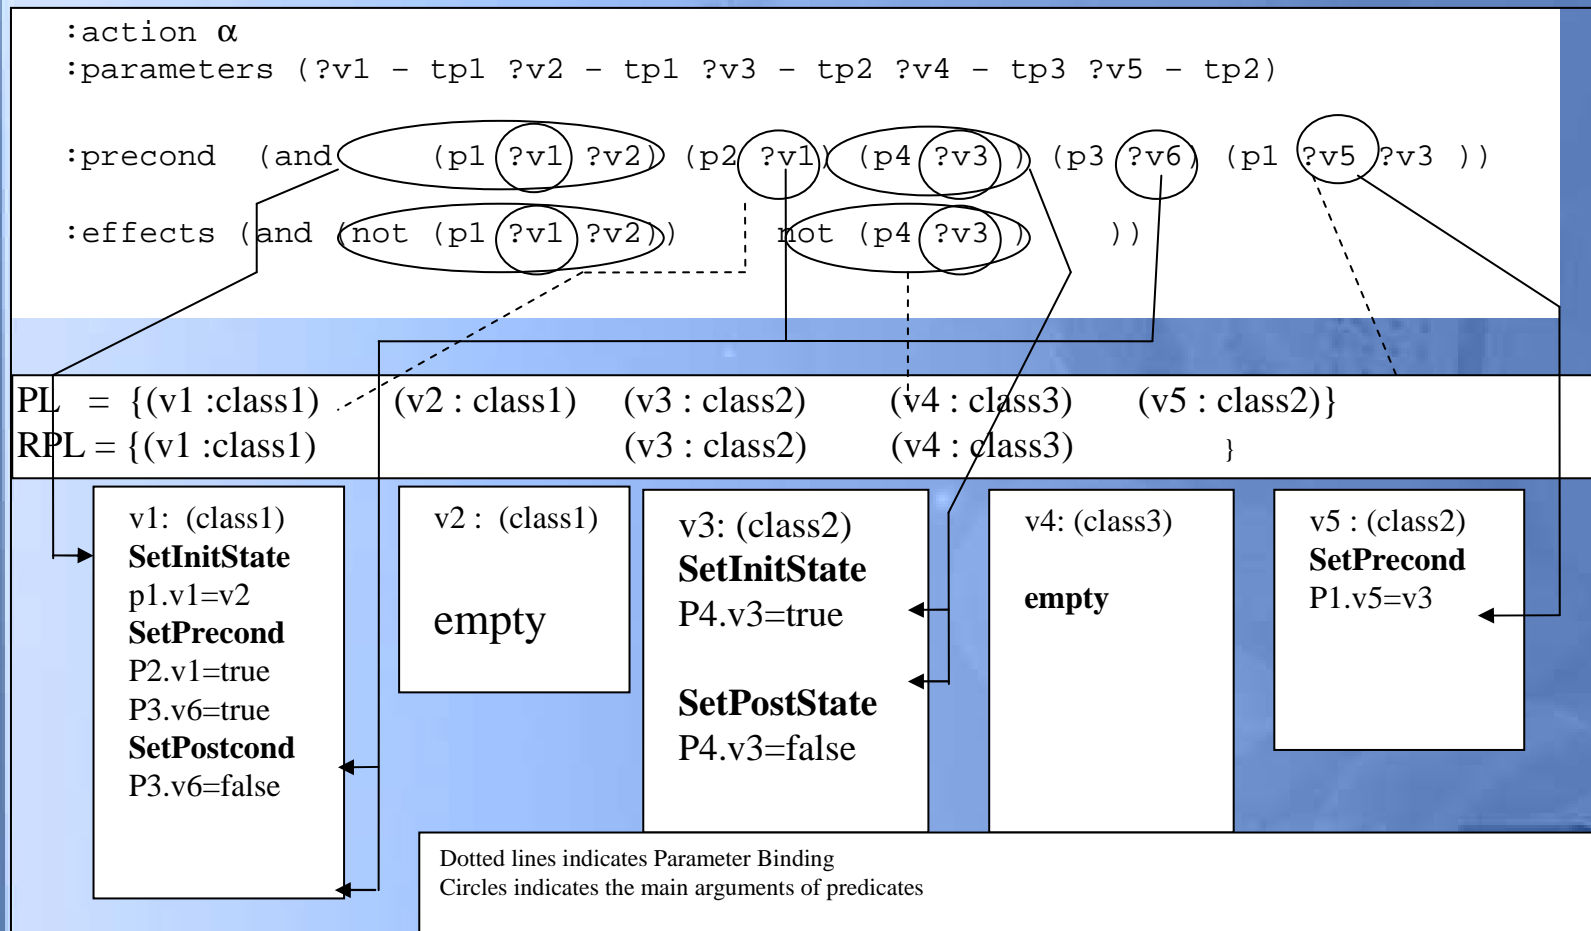 :action α
:parameters (?v1 – tp1 ?v2 – tp1 ?v3 – tp2 ?v4 – tp3 ?v5 – tp2)
:precond (and (p1 ?v1 ?v2) (p2 ?v1) (p4 ?v3 ) (p3 ?v6) (p1 ?v5 ?v3 ))
:effects (and (not (p1 ?v1 ?v2)) not (p4 ?v3 ) ))
PL = {(v1 :class1) (v2 : class1) (v3 : class2) (v4 : class3) (v5 : class2)}
RPL = {(v1 :class1) (v3 : class2) (v4 : class3) }
v1: (class1)
SetInitState
p1.v1=v2
SetPrecond
P2.v1=true
P3.v6=true
SetPostcond
P3.v6=false
v2 : (class1)
empty
v3: (class2)
SetInitState
P4.v3=true
SetPostState
P4.v3=false
v4: (class3)
empty
v5 : (class2)
SetPrecond
P1.v5=v3
Dotted lines indicates Parameter Binding
Circles indicates the main arguments of predicates